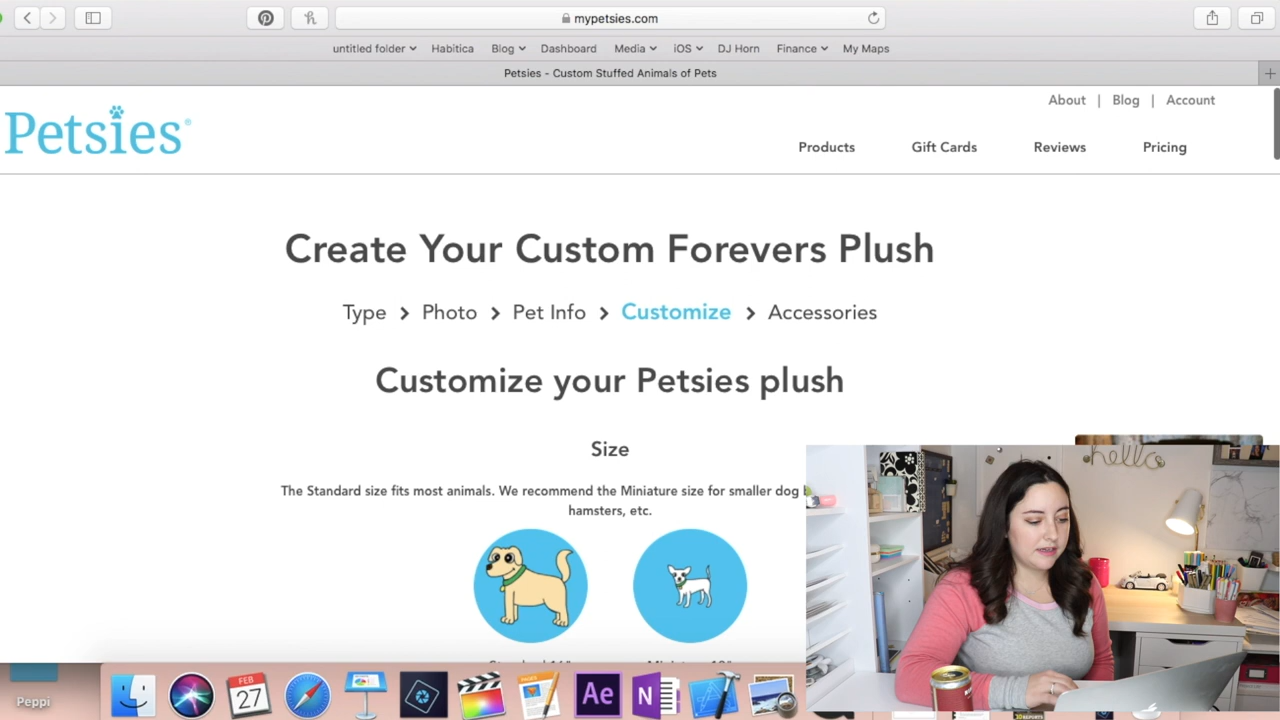 mypetsies.com
untitled folder Habitica Blog Dashboard Media iOS DJ Horn Finance My Maps
Petsies - Custom Stuffed Animals of Pets
About | Blog | Account
Petsies®
Products Gift Cards Reviews Pricing
Create Your Custom Forevers Plush
Type > Photo > Pet Info > Customize > Accessories
Customize your Petsies plush
Size
The Standard size fits most animals. We recommend the Miniature size for smaller dog
hamsters, etc.
hello
Peppi
FEB
27
PAGES
Ae
N